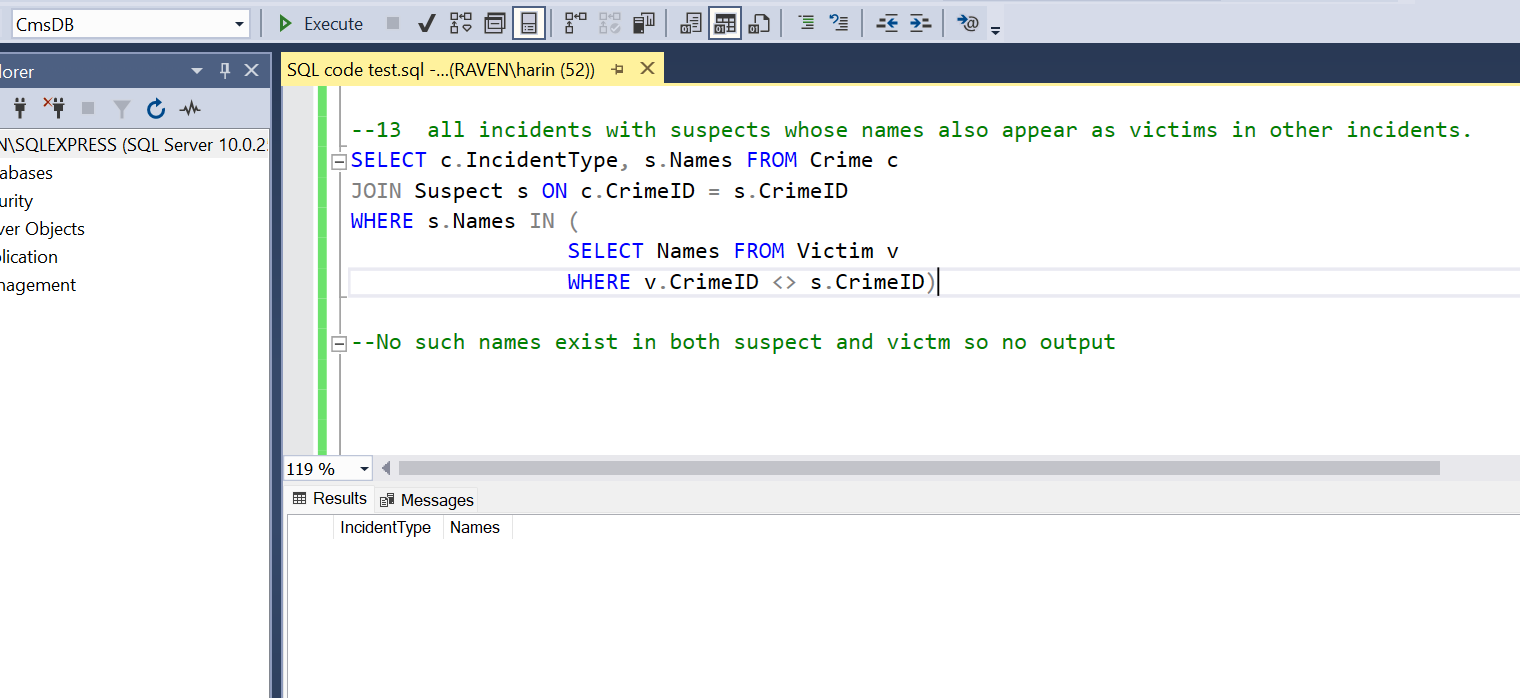 CmsDB
Execute
lorer
SQL code test.sql -...(RAVEN\harin (52))
N\SQLEXPRESS (SQL Server 10.0.2
abases
urity
ver Objects
lication
nagement
--13  all incidents with suspects whose names also appear as victims in other incidents.
SELECT c.IncidentType, s.Names FROM Crime c
JOIN Suspect s ON c.CrimeID = s.CrimeID
WHERE s.Names IN (
SELECT Names FROM Victim v
WHERE v.CrimeID <> s.CrimeID)
--No such names exist in both suspect and victm so no output
119 %
Results Messages
IncidentType Names